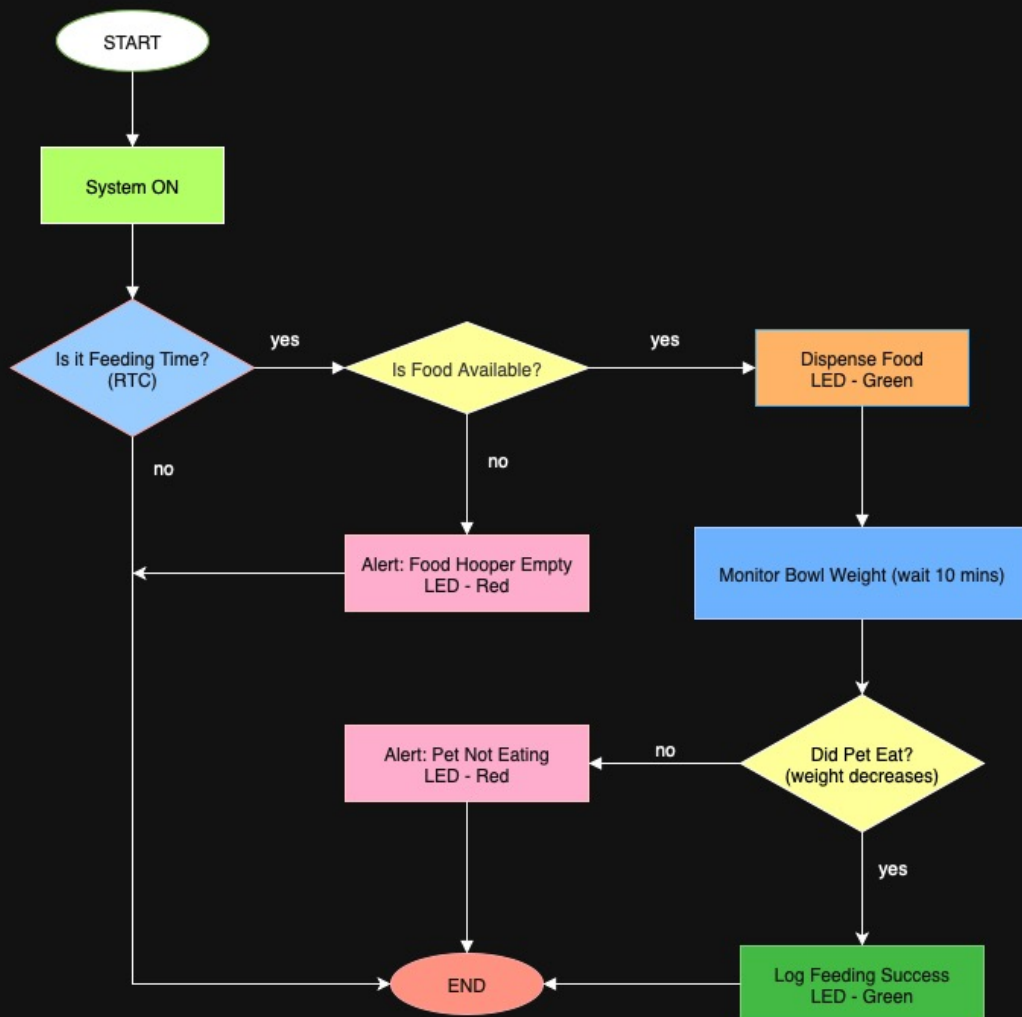 START
System ON
Is it Feeding Time?
(RTC)
yes
Is Food Available?
yes
Dispense Food
LED - Green
no
no
Alert: Food Hooper Empty
LED - Red
Monitor Bowl Weight (wait 10 mins)
Alert: Pet Not Eating
LED - Red
no
Did Pet Eat?
(weight decreases)
yes
END
Log Feeding Success
LED - Green